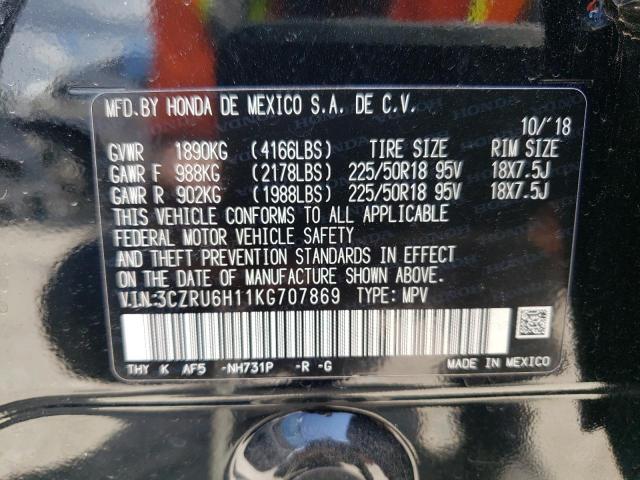 MFD.BY HONDA DE MEXICO S.A. DE C.V.
10/'18
GVWR 1890KG (4166LBS) TIRE SIZE RIM SIZE
GAWR F 988KG (2178LBS) 225/50R18 95V 18X7.5J
GAWR R 902KG (1988LBS) 225/50R18 95V 18X7.5J
THIS VEHICLE CONFORMS TO ALL APPLICABLE
FEDERAL MOTOR VEHICLE SAFETY
AND THEFT PREVENTION STANDARDS IN EFFECT
ON THE DATE OF MANUFACTURE SHOWN ABOVE.
V.I.N:3CZRU6H11KG707869 TYPE: MPV
THY K AF5 -NH731P -R -G MADE IN MEXICO